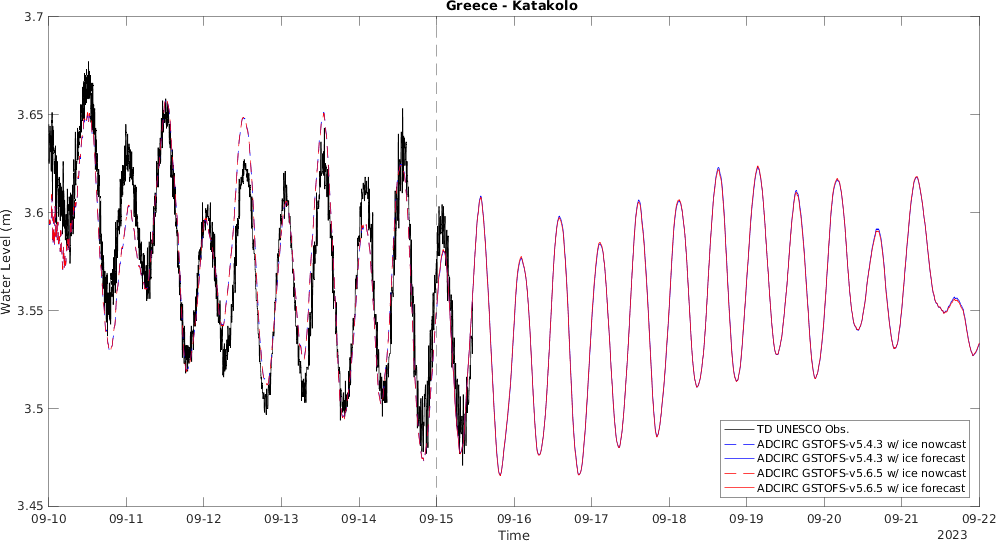 Greece - Katakolo
3.7
3.65
3.6
3.55
3.5
3.45
Water Level (m)
TD UNESCO Obs.
ADCIRC GSTOFS-v5.4.3 w/ ice nowcast
ADCIRC GSTOFS-v5.4.3 w/ ice forecast
ADCIRC GSTOFS-v5.6.5 w/ ice nowcast
ADCIRC GSTOFS-v5.6.5 w/ ice forecast
09-10 09-11 09-12 09-13 09-14 09-15 09-16 09-17 09-18 09-19 09-20 09-21 09-22
Time
2023